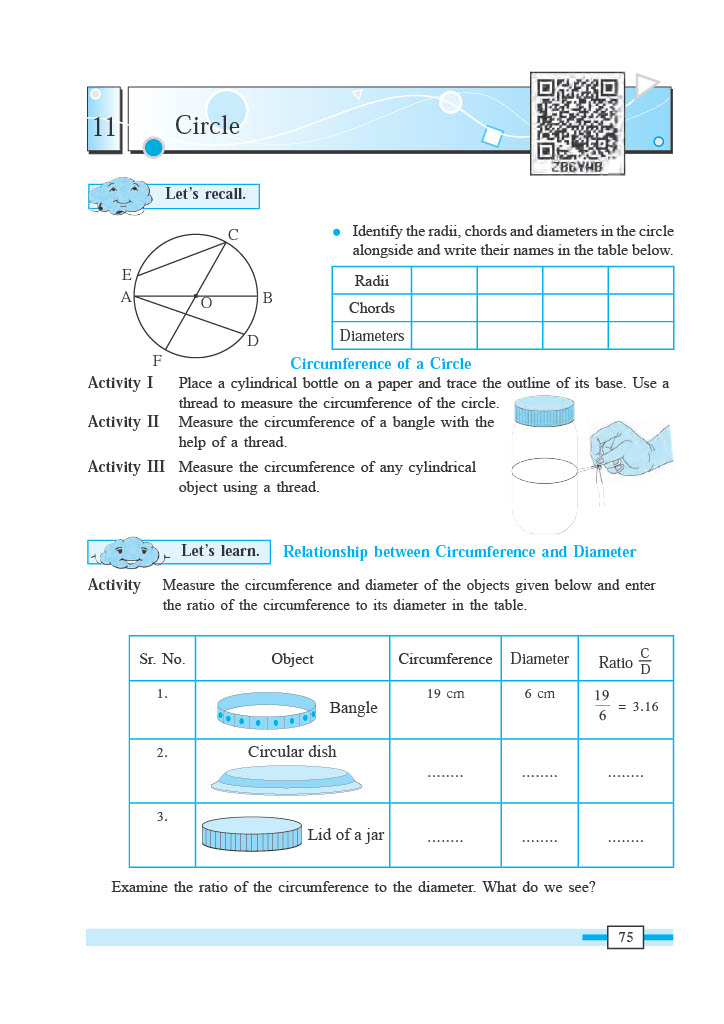 11
Circle
ZBGYWB
Let's recall.
C
E
A
O
B
D
F
• Identify the radii, chords and diameters in the circle
alongside and write their names in the table below.
Radii
Chords
Diameters
Circumference of a Circle
Activity I Place a cylindrical bottle on a paper and trace the outline of its base. Use a
thread to measure the circumference of the circle.
Activity II Measure the circumference of a bangle with the
help of a thread.
Activity III Measure the circumference of any cylindrical
object using a thread.
Let's learn. Relationship between Circumference and Diameter
Activity Measure the circumference and diameter of the objects given below and enter
the ratio of the circumference to its diameter in the table.
Sr. No. Object Circumference Diameter Ratio C/D
1. Bangle 19 cm 6 cm 19/6 = 3.16
2. Circular dish ........ ........ ........
3. Lid of a jar ........ ........ ........
Examine the ratio of the circumference to the diameter. What do we see?
75